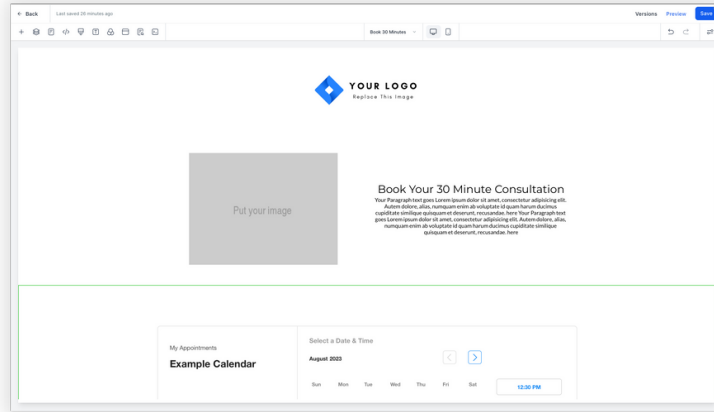 ← Back
Last saved 20 minutes ago
Versions
Preview
Save
Book 30 Minutes
YOUR LOGO
Replace This Image
Put your image
Book Your 30 Minute Consultation
Your Paragraph text goes Lorem ipsum dolor sit amet, consectetur adipisicing elit.
Autem dolore, alias, numquam enim ab voluptate id quam harum ducimus
cupiditate similique quisquam et deserunt, recusandae. here Your Paragraph text
goes Lorem ipsum dolor sit amet, consectetur adipisicing elit. Autem dolore, alias,
numquam enim ab voluptate id quam harum ducimus cupiditate similique
quisquam et deserunt, recusandae. here
My Appointments
Example Calendar
Select a Date & Time
August 2023
Sun Mon Tue Wed Thu Fri Sat
12:30 PM